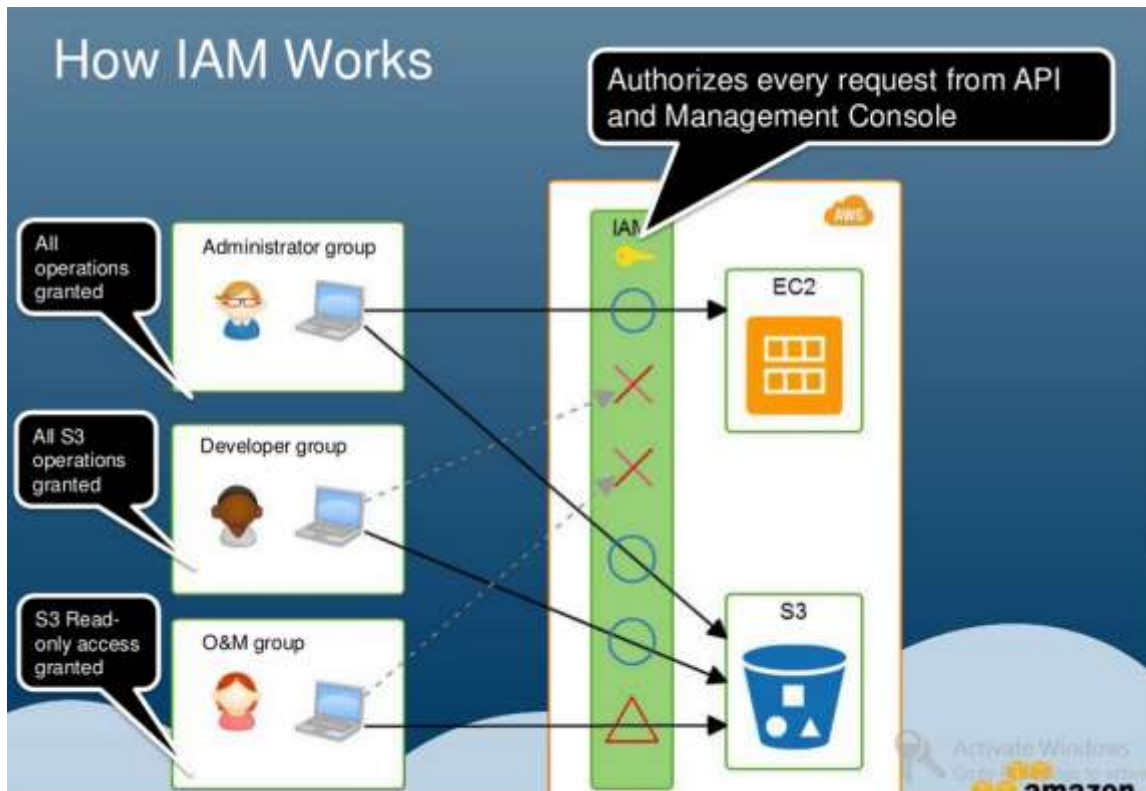 How IAM Works
Authorizes every request from API
and Management Console
All
operations
granted
Administrator group
IAM
AWS
EC2
All S3
operations
granted
Developer group
S3 Read-
only access
granted
O&M group
S3
Activate Windows
amazon